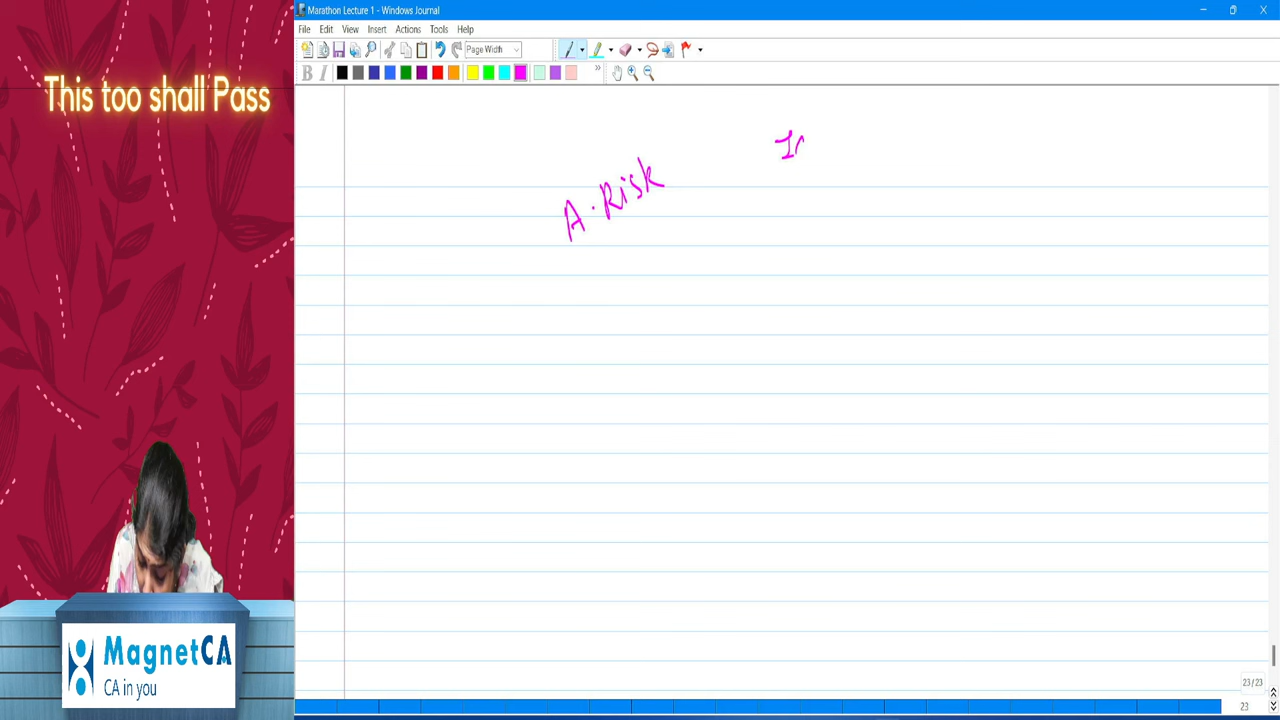 Marathon Lecture 1 - Windows Journal
File Edit View Insert Actions Tools Help
Page Width
B I
This too shall Pass
A. Risk
MagnetCA
CA in you
23/23
23